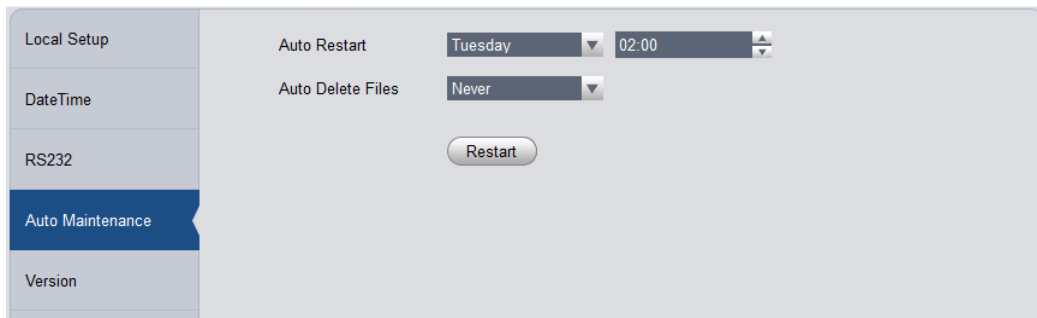 Local Setup
DateTime
RS232
Auto Maintenance
Version
Auto Restart Tuesday 02:00
Auto Delete Files Never
Restart